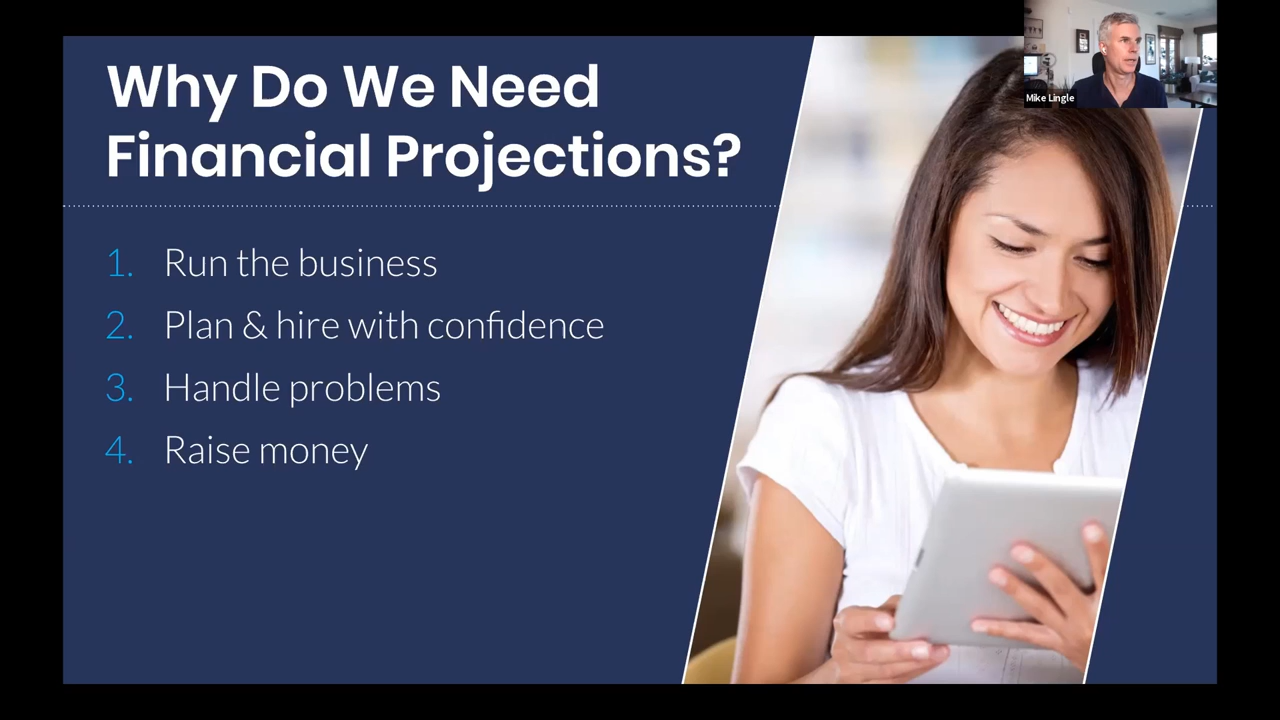 Why Do We Need
Financial Projections?
1. Run the business
2. Plan & hire with confidence
3. Handle problems
4. Raise money
Mike Lingle